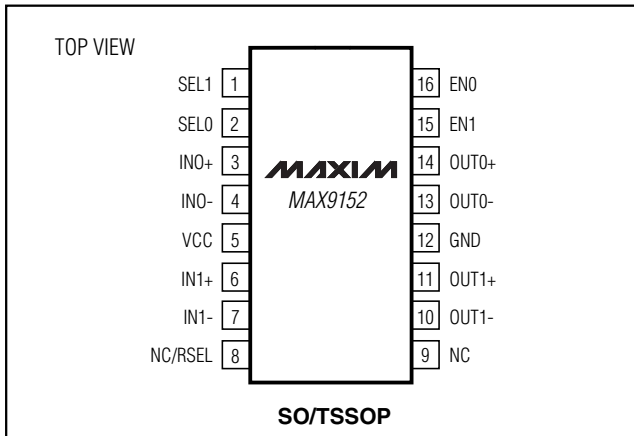 TOP VIEW
SEL1 1 16 EN0
SEL0 2 15 EN1
IN0+ 3 14 OUT0+
IN0- 4 13 OUT0-
VCC 5 12 GND
IN1+ 6 11 OUT1+
IN1- 7 10 OUT1-
NC/RSEL 8 9 NC
MAXIM
MAX9152
SO/TSSOP